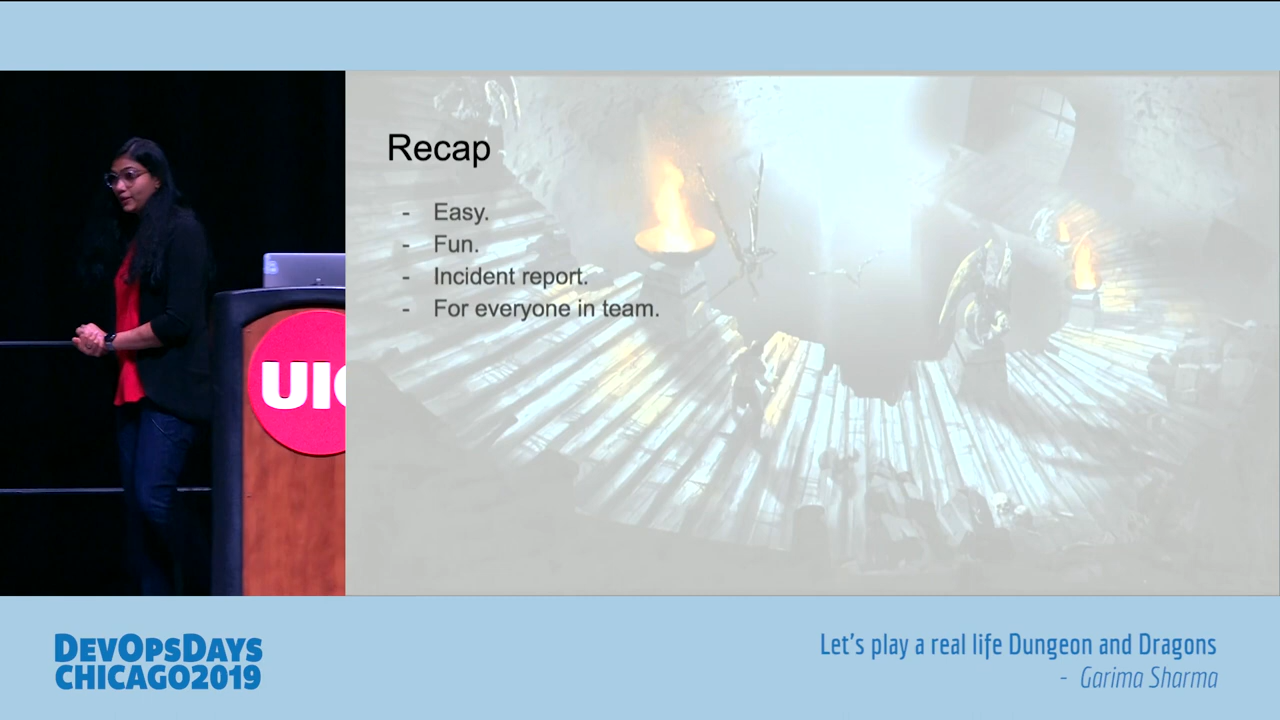 Recap
- Easy.
- Fun.
- Incident report.
- For everyone in team.
UIC
DEVOPSDAYS
CHICAGO2019
Let's play a real life Dungeon and Dragons
- Garima Sharma